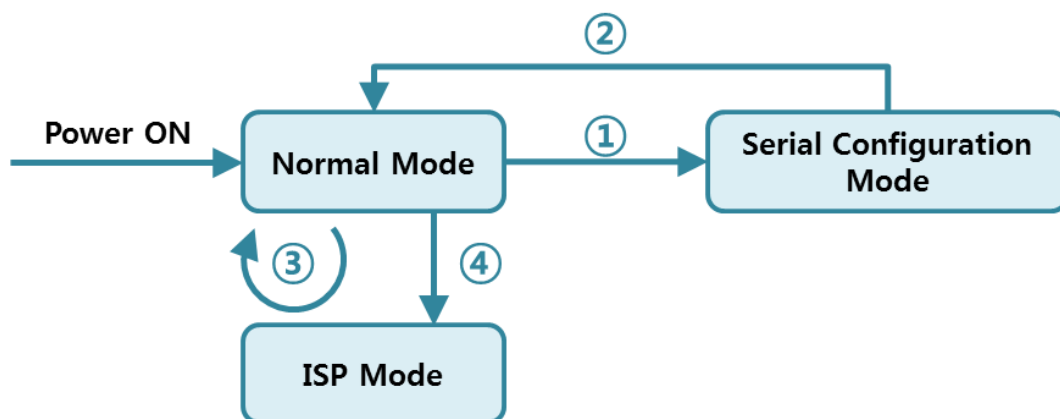 ②
Power ON
Normal Mode
①
Serial Configuration
Mode
③
④
ISP Mode